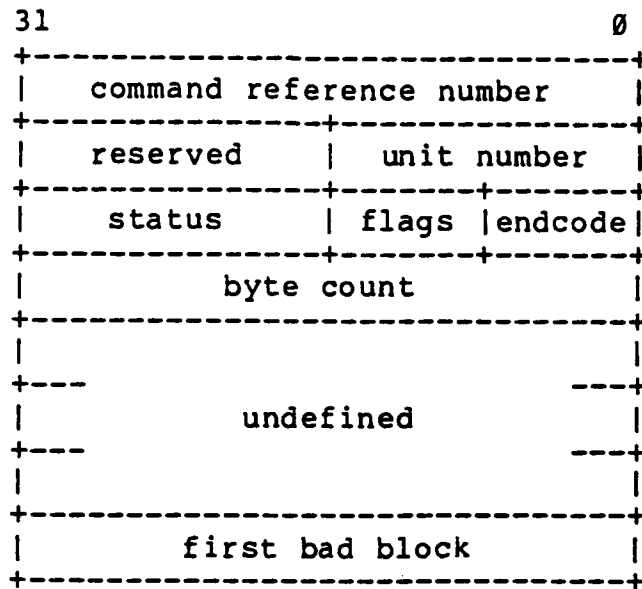 31 0
command reference number
reserved | unit number
status | flags |endcode|
byte count
undefined
first bad block